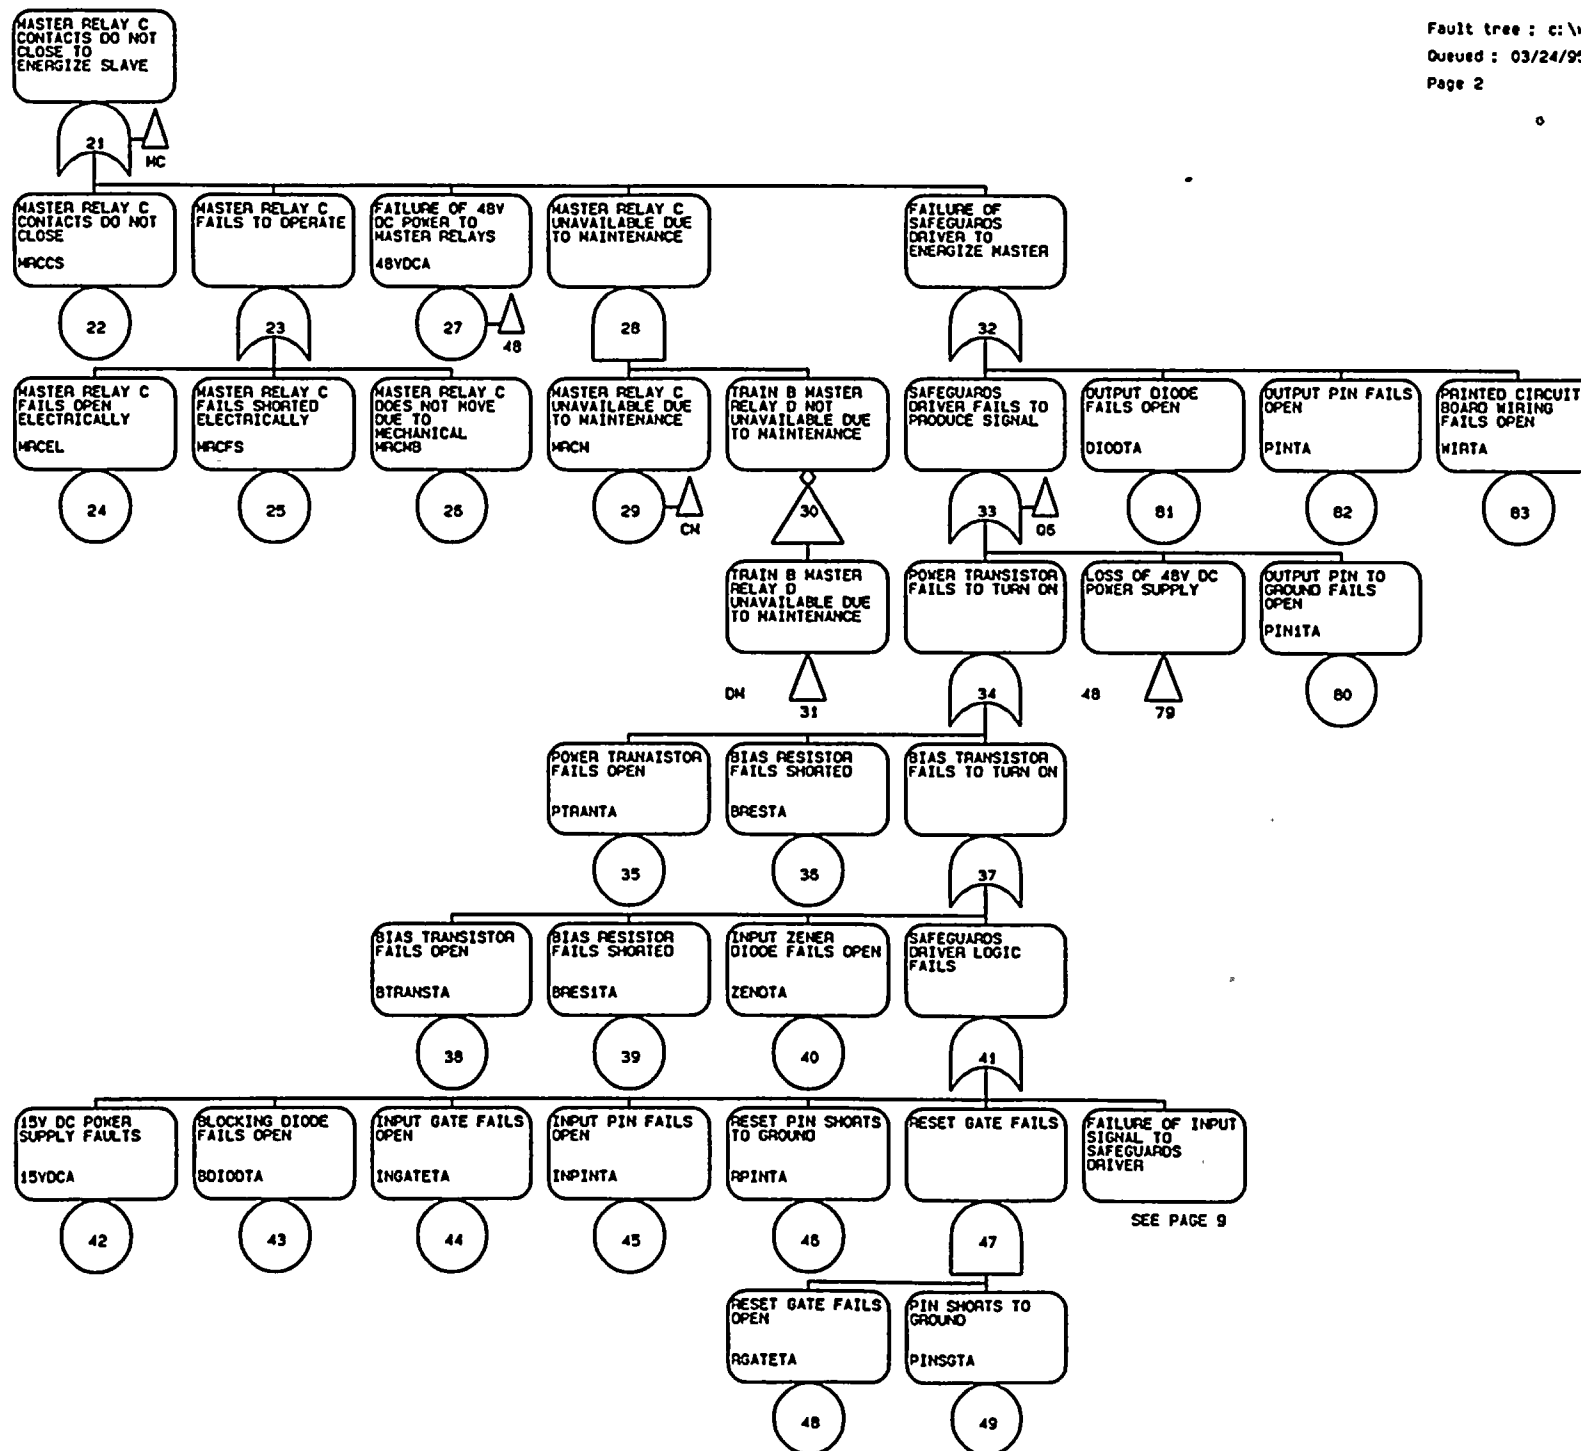 Fault tree : c:\
Queued : 03/24/95
Page 2
MASTER RELAY C
CONTACTS DO NOT
CLOSE TO
ENERGIZE SLAVE
21
MC
MASTER RELAY C
CONTACTS DO NOT
CLOSE
MRCCS
22
MASTER RELAY C
FAILS TO OPERATE
23
FAILURE OF 48V
DC POWER TO
MASTER RELAYS
48VDCA
27
48
MASTER RELAY C
UNAVAILABLE DUE
TO MAINTENANCE
28
FAILURE OF
SAFEGUARDS
DRIVER TO
ENERGIZE MASTER
32
MASTER RELAY C
FAILS OPEN
ELECTRICALLY
MRCEL
24
MASTER RELAY C
FAILS SHORTED
ELECTRICALLY
MRCFS
25
MASTER RELAY C
DOES NOT MOVE
DUE TO
MECHANICAL
MRCMB
26
MASTER RELAY C
UNAVAILABLE DUE
TO MAINTENANCE
MRCM
29
CM
TRAIN B MASTER
RELAY D NOT
UNAVAILABLE DUE
TO MAINTENANCE
30
SAFEGUARDS
DRIVER FAILS TO
PRODUCE SIGNAL
33
Q6
OUTPUT DIODE
FAILS OPEN
DIOOTA
81
OUTPUT PIN FAILS
OPEN
PINTA
82
PRINTED CIRCUIT
BOARD WIRING
FAILS OPEN
WIRTA
83
TRAIN B MASTER
RELAY D
UNAVAILABLE DUE
TO MAINTENANCE
DM
31
POWER TRANSISTOR
FAILS TO TURN ON
34
LOSS OF 48V DC
POWER SUPPLY
48
79
OUTPUT PIN TO
GROUND FAILS
OPEN
PIN1TA
80
POWER TRANAISTOR
FAILS OPEN
PTRANTA
35
BIAS RESISTOR
FAILS SHORTED
BRESTA
36
BIAS TRANSISTOR
FAILS TO TURN ON
37
BIAS TRANSISTOR
FAILS OPEN
BTRANSTA
38
BIAS RESISTOR
FAILS SHORTED
BRES1TA
39
INPUT ZENER
DIODE FAILS OPEN
ZENOTA
40
SAFEGUARDS
DRIVER LOGIC
FAILS
41
15V DC POWER
SUPPLY FAULTS
15VDCA
42
BLOCKING DIODE
FAILS OPEN
BDIODTA
43
INPUT GATE FAILS
OPEN
INGATETA
44
INPUT PIN FAILS
OPEN
INPINTA
45
RESET PIN SHORTS
TO GROUND
RPINTA
46
RESET GATE FAILS
47
FAILURE OF INPUT
SIGNAL TO
SAFEGUARDS
DRIVER
SEE PAGE 9
RESET GATE FAILS
OPEN
RGATETA
48
PIN SHORTS TO
GROUND
PINSGTA
49